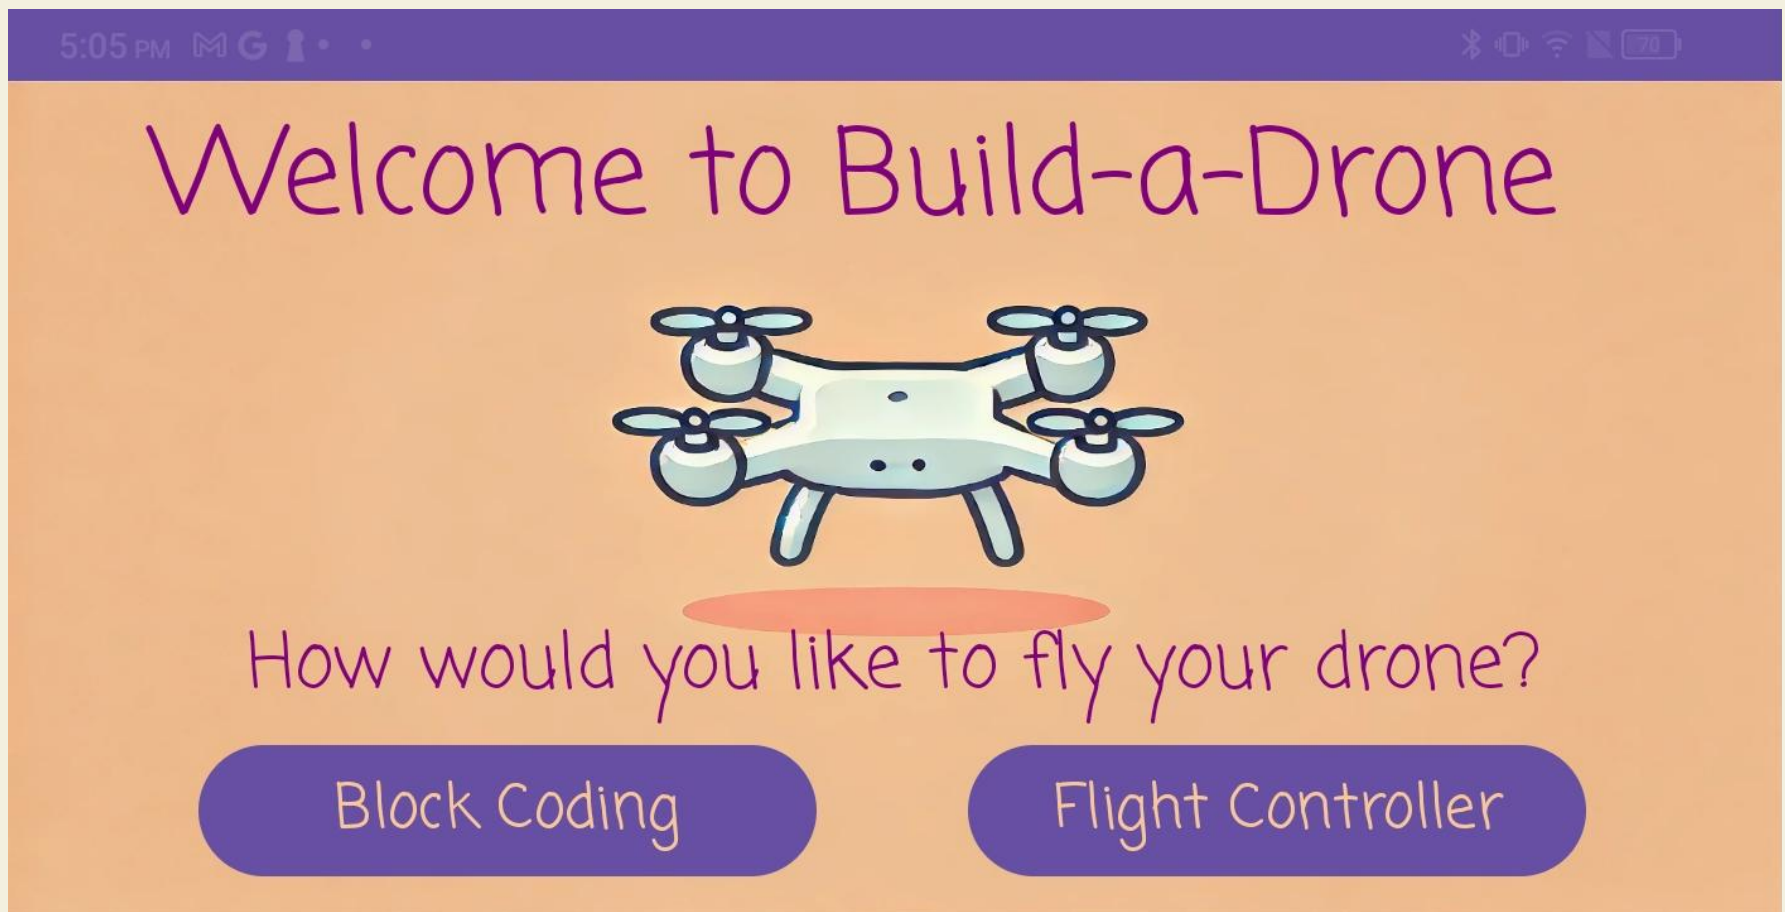 5:05 PM
70
Welcome to Build-a-Drone
How would you like to fly your drone?
Block Coding
Flight Controller